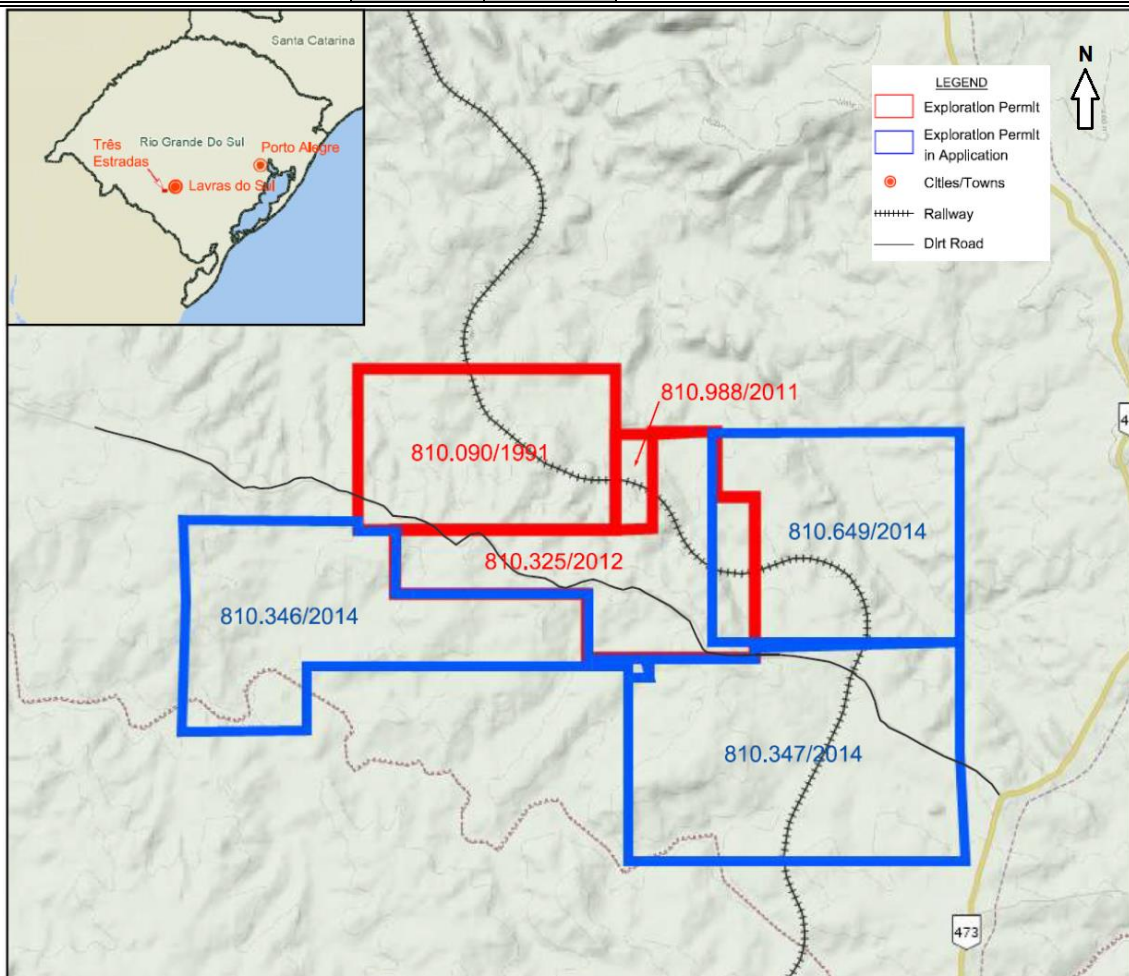 Santa Catarina
Rio Grande Do Sul
Três
Estradas
Porto Alegre
Lavras do Sul
N
LEGEND
Exploration Permit
Exploration Permit
in Application
Cities/Towns
Railway
Dirt Road
810.988/2011
810.090/1991
810.649/2014
810.325/2012
810.346/2014
810.347/2014
4
473